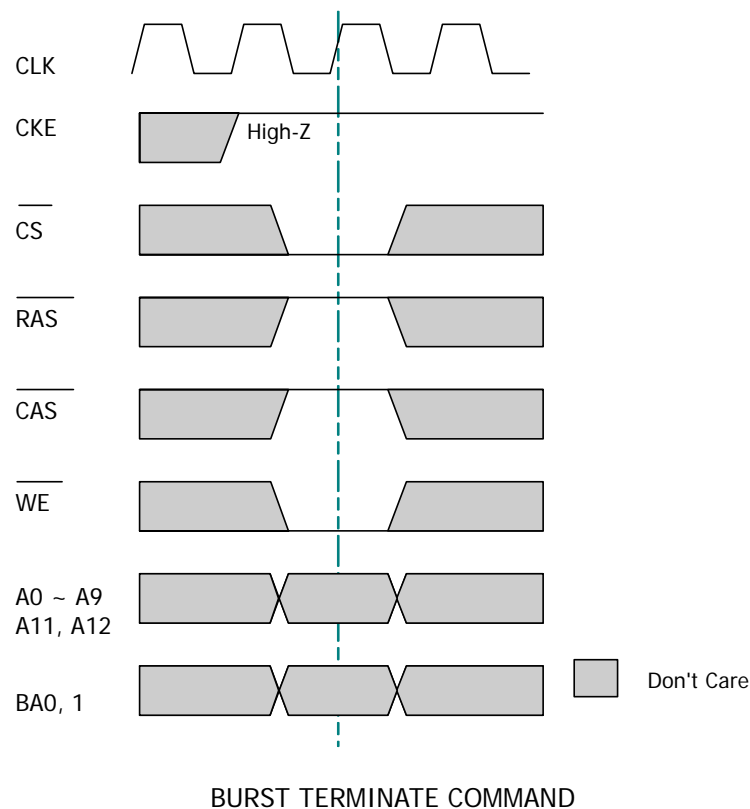 CLK
CKE
High-Z
CS
RAS
CAS
WE
A0 ~ A9
A11, A12
BA0, 1
Don't Care
BURST TERMINATE COMMAND